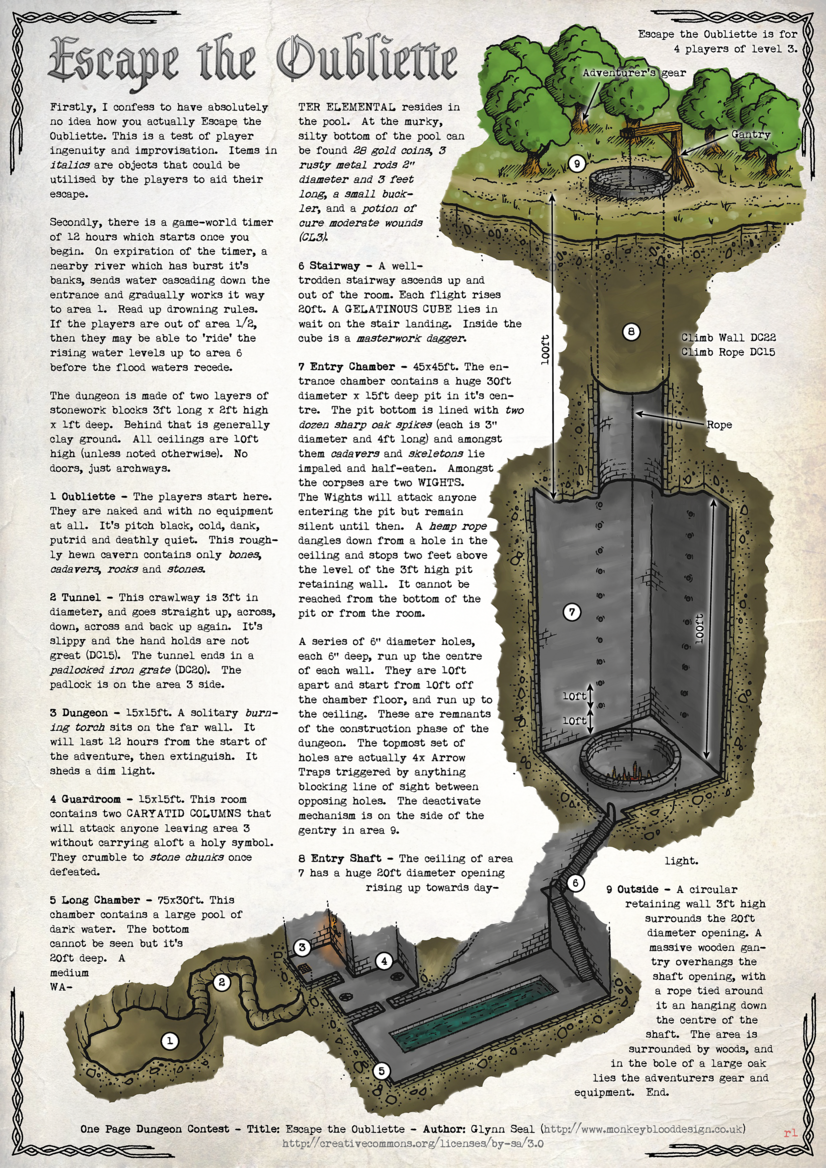 Escape the Oubliette
Escape the Oubliette is for
4 players of level 3.
Firstly, I confess to have absolutely
no idea how you actually Escape the
Oubliette. This is a test of player
ingenuity and improvisation. Items in
italics are objects that could be
utilised by the players to aid their
escape.
Secondly, there is a game-world timer
of 12 hours which starts once you
begin. On expiration of the timer, a
nearby river which has burst it's
banks, sends water cascading down the
entrance and gradually works it way
to area 1. Read up drowning rules.
If the players are out of area 1/2,
then they may be able to 'ride' the
rising water levels up to area 6
before the flood waters recede.
The dungeon is made of two layers of
stonework blocks 3ft long x 2ft high
x 1ft deep. Behind that is generally
clay ground. All ceilings are 10ft
high (unless noted otherwise). No
doors, just archways.
1 Oubliette - The players start here.
They are naked and with no equipment
at all. It's pitch black, cold, dank,
putrid and deathly quiet. This rough-
ly hewn cavern contains only bones,
cadavers, rocks and stones.
2 Tunnel - This crawlway is 3ft in
diameter, and goes straight up, across,
down, across and back up again. It's
slippy and the hand holds are not
great (DC15). The tunnel ends in a
padlocked iron grate (DC20). The
padlock is on the area 3 side.
3 Dungeon - 15x15ft. A solitary burn-
ing torch sits on the far wall. It
will last 12 hours from the start of
the adventure, then extinguish. It
sheds a dim light.
4 Guardroom - 15x15ft. This room
contains two CARYATID COLUMNS that
will attack anyone leaving area 3
without carrying aloft a holy symbol.
They crumble to stone chunks once
defeated.
5 Long Chamber - 75x30ft. This
chamber contains a large pool of
dark water. The bottom
cannot be seen but it's
20ft deep. A
medium
WA-
TER ELEMENTAL resides in
the pool. At the murky,
silty bottom of the pool can
be found 28 gold coins, 3
rusty metal rods 2"
diameter and 3 feet
long, a small buck-
ler, and a potion of
cure moderate wounds
(CL3).
6 Stairway - A well-
trodden stairway ascends up and
out of the room. Each flight rises
20ft. A GELATINOUS CUBE lies in
wait on the stair landing. Inside the
cube is a masterwork dagger.
7 Entry Chamber - 45x45ft. The en-
trance chamber contains a huge 30ft
diameter x 15ft deep pit in it's cen-
tre. The pit bottom is lined with two
dozen sharp oak spikes (each is 3"
diameter and 4ft long) and amongst
them cadavers and skeletons lie
impaled and half-eaten. Amongst
the corpses are two WIGHTS.
The Wights will attack anyone
entering the pit but remain
silent until then. A hemp rope
dangles down from a hole in the
ceiling and stops two feet above
the level of the 3ft high pit
retaining wall. It cannot be
reached from the bottom of the
pit or from the room.
A series of 6" diameter holes,
each 6" deep, run up the centre
of each wall. They are 10ft
apart and start from 10ft off
the chamber floor, and run up to
the ceiling. These are remnants
of the construction phase of the
dungeon. The topmost set of
holes are actually 4x Arrow
Traps triggered by anything
blocking line of sight between
opposing holes. The deactivate
mechanism is on the side of the
gentry in area 9.
8 Entry Shaft - The ceiling of area
7 has a huge 20ft diameter opening
rising up towards day-
light.
9 Outside - A circular
retaining wall 3ft high
surrounds the 20ft
diameter opening. A
massive wooden gan-
try overhangs the
shaft opening, with
a rope tied around
it an hanging down
the centre of the
shaft. The area is
surrounded by woods, and
in the bole of a large oak
lies the adventurers gear and
equipment. End.
Adventurer's gear
Gantry
9
100ft
8
Climb Wall DC22
Climb Rope DC15
Rope
7
100ft
10ft
10ft
6
3
4
2
1
5
One Page Dungeon Contest - Title: Escape the Oubliette - Author: Glynn Seal (http://www.monkeyblooddesign.co.uk)
http://creativecommons.org/licenses/by-sa/3.0
r1